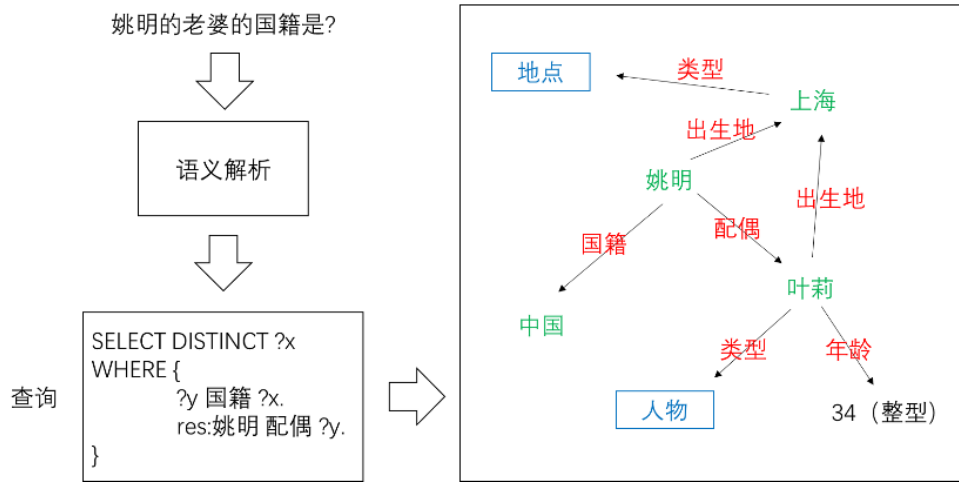 姚明的老婆的国籍是?
语义解析
查询
SELECT DISTINCT ?x
WHERE {
?y 国籍 ?x.
res:姚明 配偶 ?y.
}
地点
类型
上海
出生地
姚明
出生地
国籍
配偶
叶莉
中国
类型
年龄
人物
34（整型）